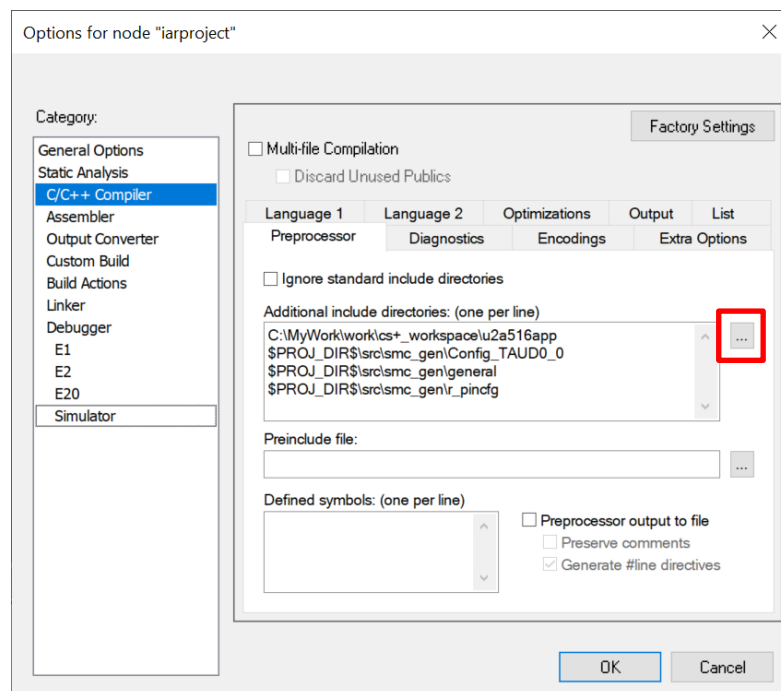 Options for node "iarproject"
Category:
Factory Settings
General Options
Static Analysis
C/C++ Compiler
Assembler
Output Converter
Custom Build
Build Actions
Linker
Debugger
E1
E2
E20
Simulator
Multi-file Compilation
Discard Unused Publics
Language 1 Language 2 Optimizations Output List
Preprocessor Diagnostics Encodings Extra Options
Ignore standard include directories
Additional include directories: (one per line)
C:\MyWork\work\cs+_workspace\u2a516app
$PROJ_DIR$\src\smc_gen\Config_TAUD0_0
$PROJ_DIR$\src\smc_gen\general
$PROJ_DIR$\src\smc_gen\r_pincfg
...
Preinclude file:
...
Defined symbols: (one per line)
Preprocessor output to file
Preserve comments
Generate #line directives
OK Cancel